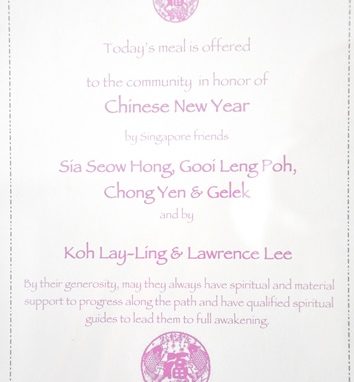 Today's meal is offered
to the community in honor of
Chinese New Year
by Singapore friends
Sia Seow Hong, Gooi Leng Poh,
Chong Yen & Gelek
and by
Koh Lay-Ling & Lawrence Lee
By their generosity, may they always have spiritual and material
support to progress along the path and have qualified spiritual
guides to lead them to full awakening.
福